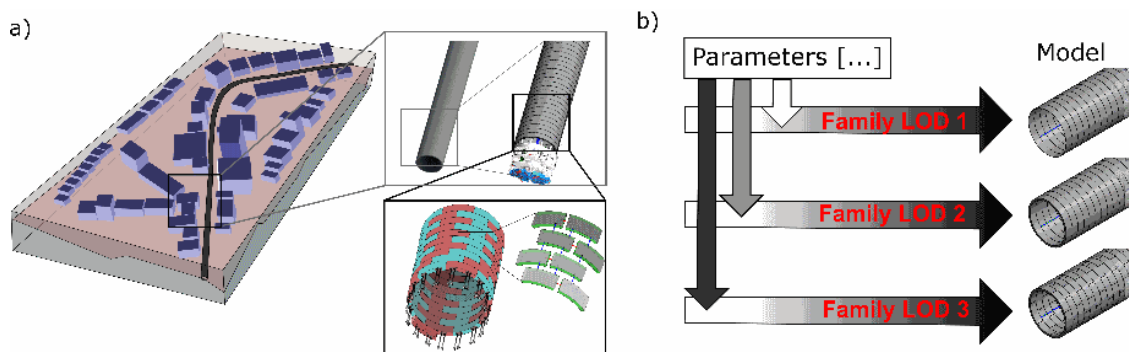 a)
b)
Parameters [...]
Model
Family LOD 1
Family LOD 2
Family LOD 3